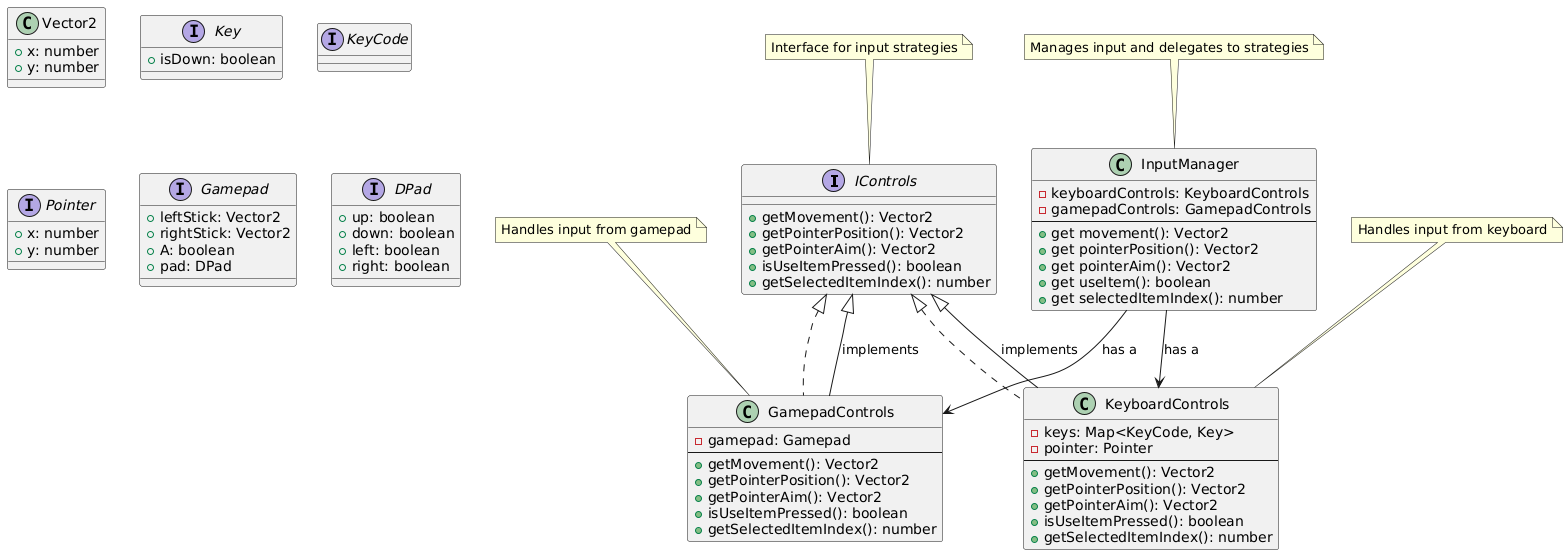 C Vector2
x: number
y: number
I Key
isDown: boolean
I KeyCode
Interface for input strategies
Manages input and delegates to strategies
I Pointer
x: number
y: number
I Gamepad
leftStick: Vector2
rightStick: Vector2
A: boolean
pad: DPad
I DPad
up: boolean
down: boolean
left: boolean
right: boolean
Handles input from gamepad
I IControls
getMovement(): Vector2
getPointerPosition(): Vector2
getPointerAim(): Vector2
isUseItemPressed(): boolean
getSelectedItemIndex(): number
C InputManager
keyboardControls: KeyboardControls
gamepadControls: GamepadControls
get movement(): Vector2
get pointerPosition(): Vector2
get pointerAim(): Vector2
get useItem(): boolean
get selectedItemIndex(): number
Handles input from keyboard
implements
implements
has a
has a
C GamepadControls
gamepad: Gamepad
getMovement(): Vector2
getPointerPosition(): Vector2
getPointerAim(): Vector2
isUseItemPressed(): boolean
getSelectedItemIndex(): number
C KeyboardControls
keys: Map<KeyCode, Key>
pointer: Pointer
getMovement(): Vector2
getPointerPosition(): Vector2
getPointerAim(): Vector2
isUseItemPressed(): boolean
getSelectedItemIndex(): number